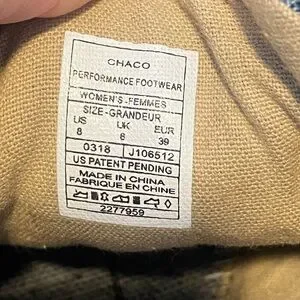 CHACO
PERFORMANCE FOOTWEAR
WOMEN'S-FEMMES
SIZE-GRANDEUR
US UK EUR
8 6 39
0318 J106512
US PATENT PENDING
MADE IN CHINA
FABRIQUE EN CHINE
2277959